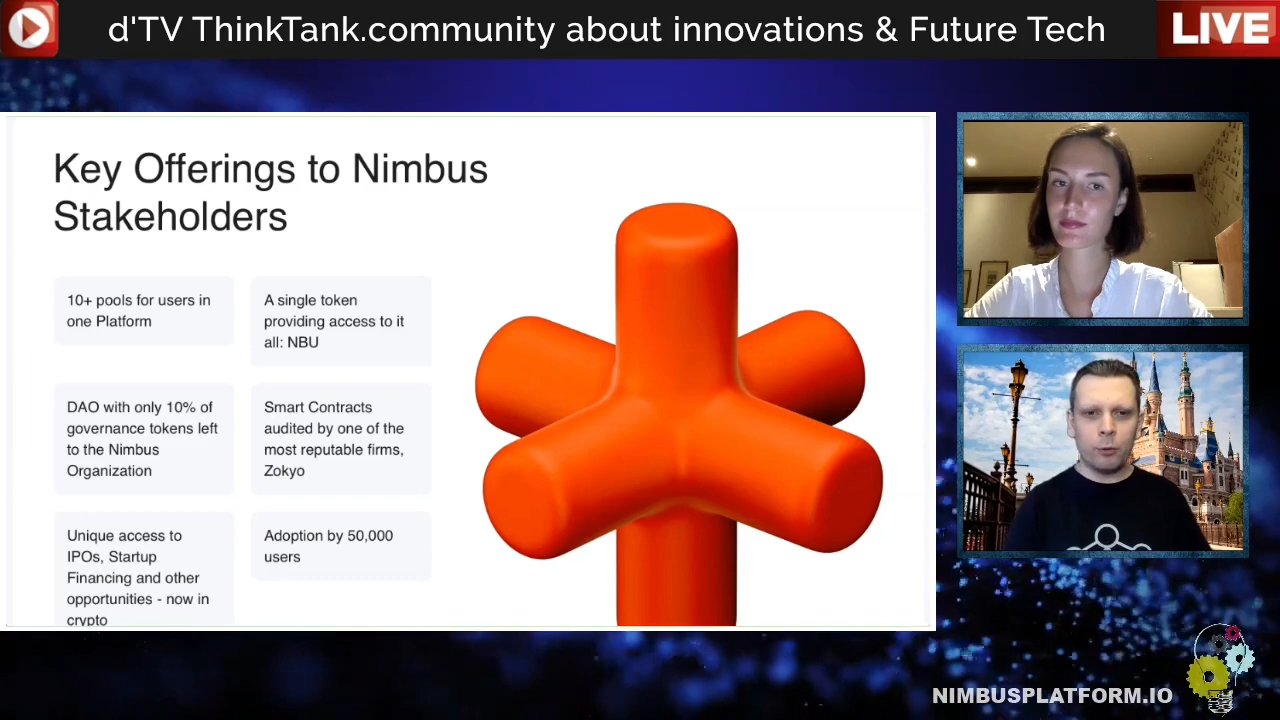 d'TV ThinkTank.community about innovations & Future Tech
LIVE
Key Offerings to Nimbus
Stakeholders
10+ pools for users in
one Platform
A single token
providing access to it
all: NBU
DAO with only 10% of
governance tokens left
to the Nimbus
Organization
Smart Contracts
audited by one of the
most reputable firms,
Zokyo
Unique access to
IPOs, Startup
Financing and other
opportunities - now in
crypto
Adoption by 50,000
users
NIMBUSPLATFORM.IO